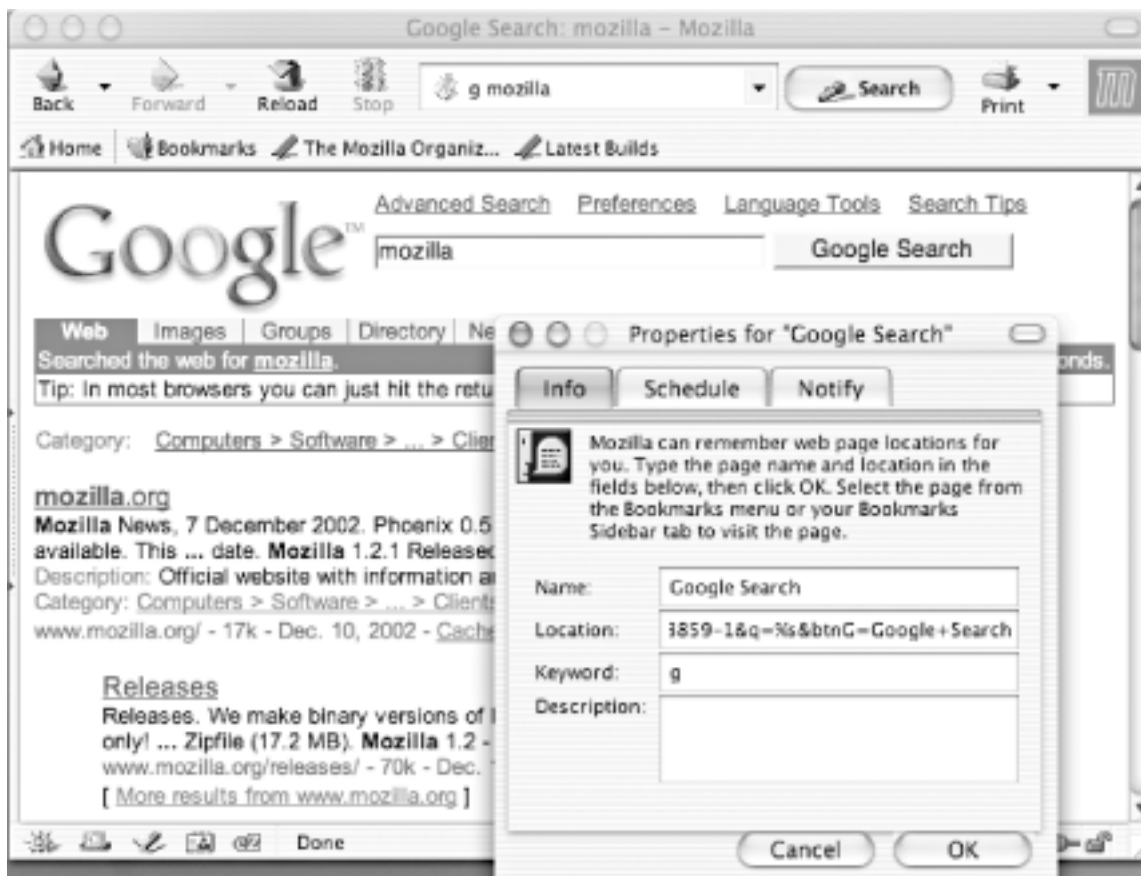 Google Search: mozilla – Mozilla
Back Forward Reload Stop g mozilla Search Print
Home Bookmarks The Mozilla Organiz... Latest Builds
Google™
Advanced Search Preferences Language Tools Search Tips
mozilla Google Search
Web Images Groups Directory Ne
Searched the web for mozilla. onds.
Tip: In most browsers you can just hit the retu
Category: Computers > Software > ... > Clien
mozilla.org
Mozilla News, 7 December 2002. Phoenix 0.5
available. This ... date. Mozilla 1.2.1 Released
Description: Official website with information a
Category: Computers > Software > ... > Clients
www.mozilla.org/ - 17k - Dec. 10, 2002 - Cache
Releases
Releases. We make binary versions of
only! ... Zipfile (17.2 MB). Mozilla 1.2 -
www.mozilla.org/releases/ - 70k - Dec.
[ More results from www.mozilla.org ]
Done
Properties for "Google Search"
Info Schedule Notify
Mozilla can remember web page locations for
you. Type the page name and location in the
fields below, then click OK. Select the page from
the Bookmarks menu or your Bookmarks
Sidebar tab to visit the page.
Name: Google Search
Location: 8859-1&q=%s&btnG=Google+Search
Keyword: g
Description:
Cancel OK